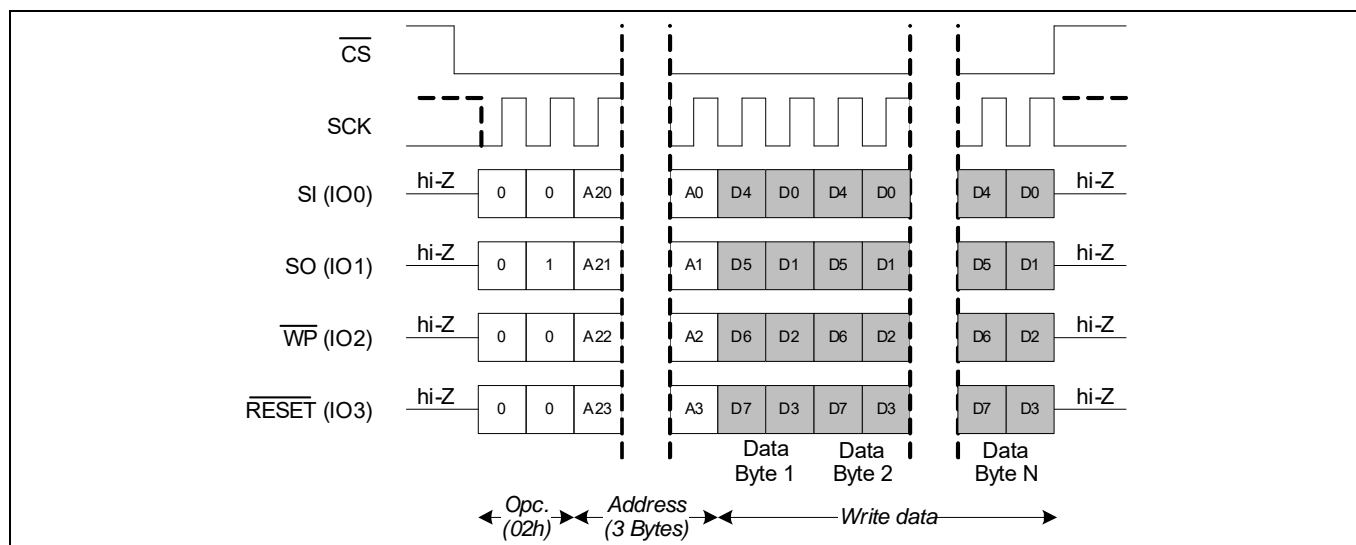 CS
SCK
SI (IO0) hi-Z 0 0 A20 A0 D4 D0 D4 D0 D4 D0 hi-Z
SO (IO1) hi-Z 0 1 A21 A1 D5 D1 D5 D1 D5 D1 hi-Z
WP (IO2) hi-Z 0 0 A22 A2 D6 D2 D6 D2 D6 D2 hi-Z
RESET (IO3) hi-Z 0 0 A23 A3 D7 D3 D7 D3 D7 D3 hi-Z
Data Byte 1
Data Byte 2
Data Byte N
Opc.
(02h)
Address
(3 Bytes)
Write data